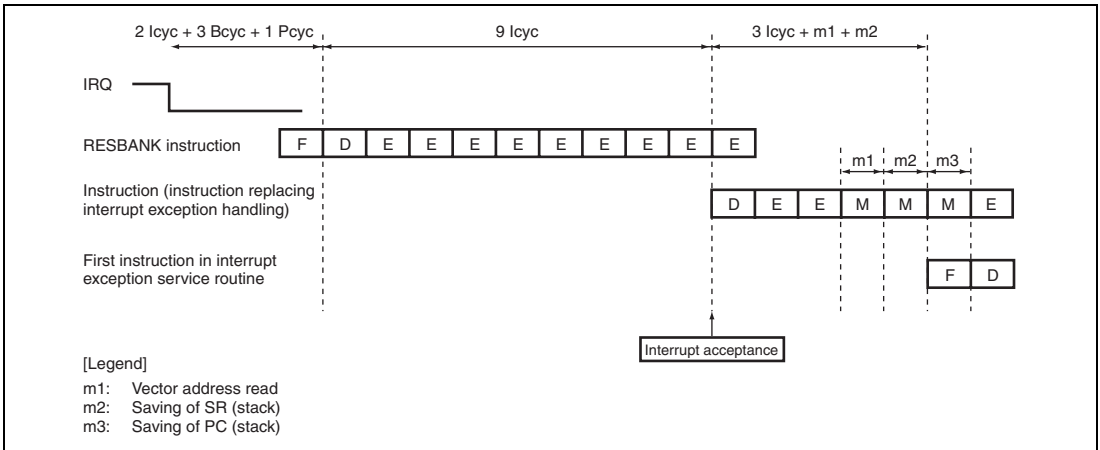 2 Icyc + 3 Bcyc + 1 Pcyc 9 Icyc 3 Icyc + m1 + m2
IRQ
RESBANK instruction F D E E E E E E E E E
m1 m2 m3
Instruction (instruction replacing
interrupt exception handling) D E E M M M E
First instruction in interrupt
exception service routine F D
Interrupt acceptance
[Legend]
m1: Vector address read
m2: Saving of SR (stack)
m3: Saving of PC (stack)